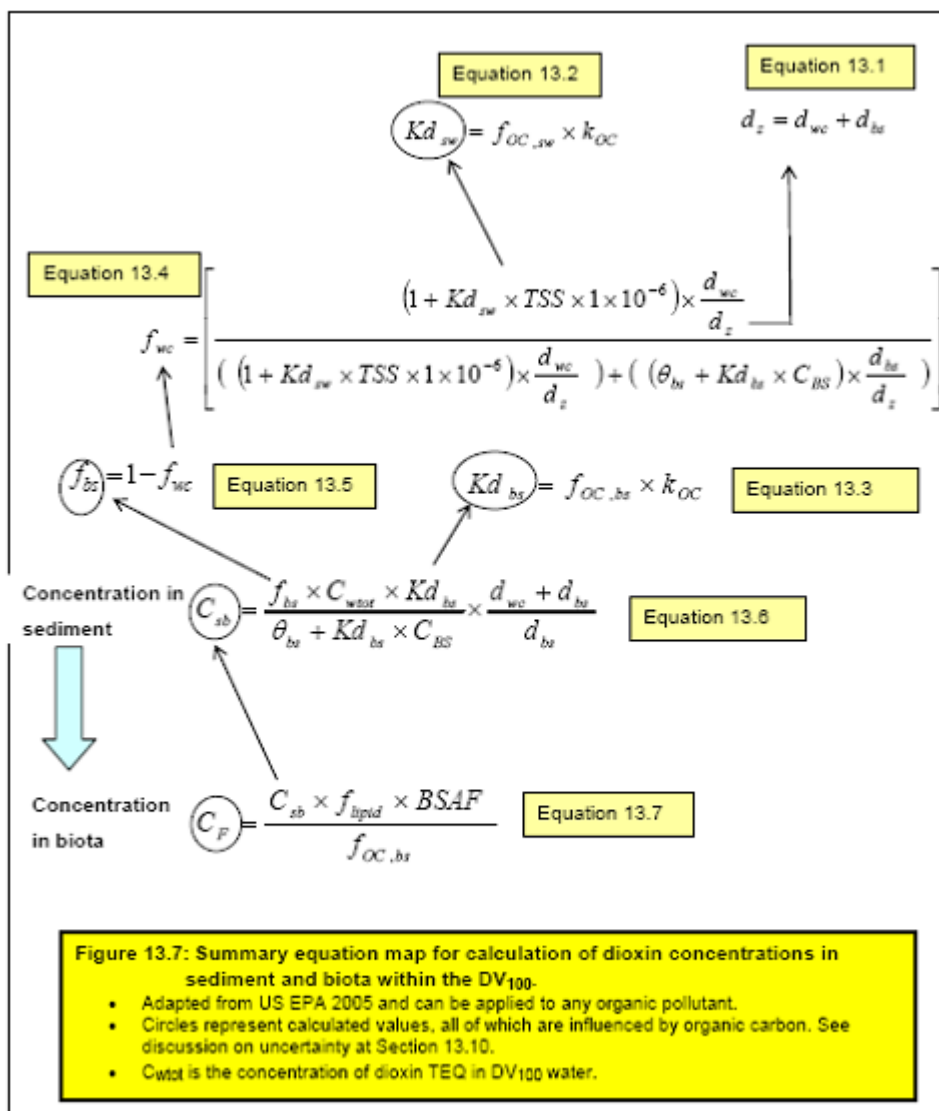 Equation 13.2
Equation 13.1
Kd_sw = f_OC,sw × k_OC
d_z = d_wc + d_bs
Equation 13.4
f_wc = [ (1 + Kd_sw × TSS × 1 × 10⁻⁶) × d_wc / d_z
( (1 + Kd_sw × TSS × 1 × 10⁻⁶) × d_wc / d_z ) + ( (θ_bs + Kd_bs × C_BS) × d_bs / d_z ) ]
f_bs = 1 − f_wc
Equation 13.5
Kd_bs = f_OC,bs × k_OC
Equation 13.3
Concentration in
sediment
C_sb = f_bs × C_wtot × Kd_bs / θ_bs + Kd_bs × C_BS × d_wc + d_bs / d_bs
Equation 13.6
Concentration
in biota
C_F = C_sb × f_lipid × BSAF / f_OC,bs
Equation 13.7
Figure 13.7: Summary equation map for calculation of dioxin concentrations in
sediment and biota within the DV₁₀₀.
• Adapted from US EPA 2005 and can be applied to any organic pollutant.
• Circles represent calculated values, all of which are influenced by organic carbon. See
discussion on uncertainty at Section 13.10.
• Cwtot is the concentration of dioxin TEQ in DV₁₀₀ water.